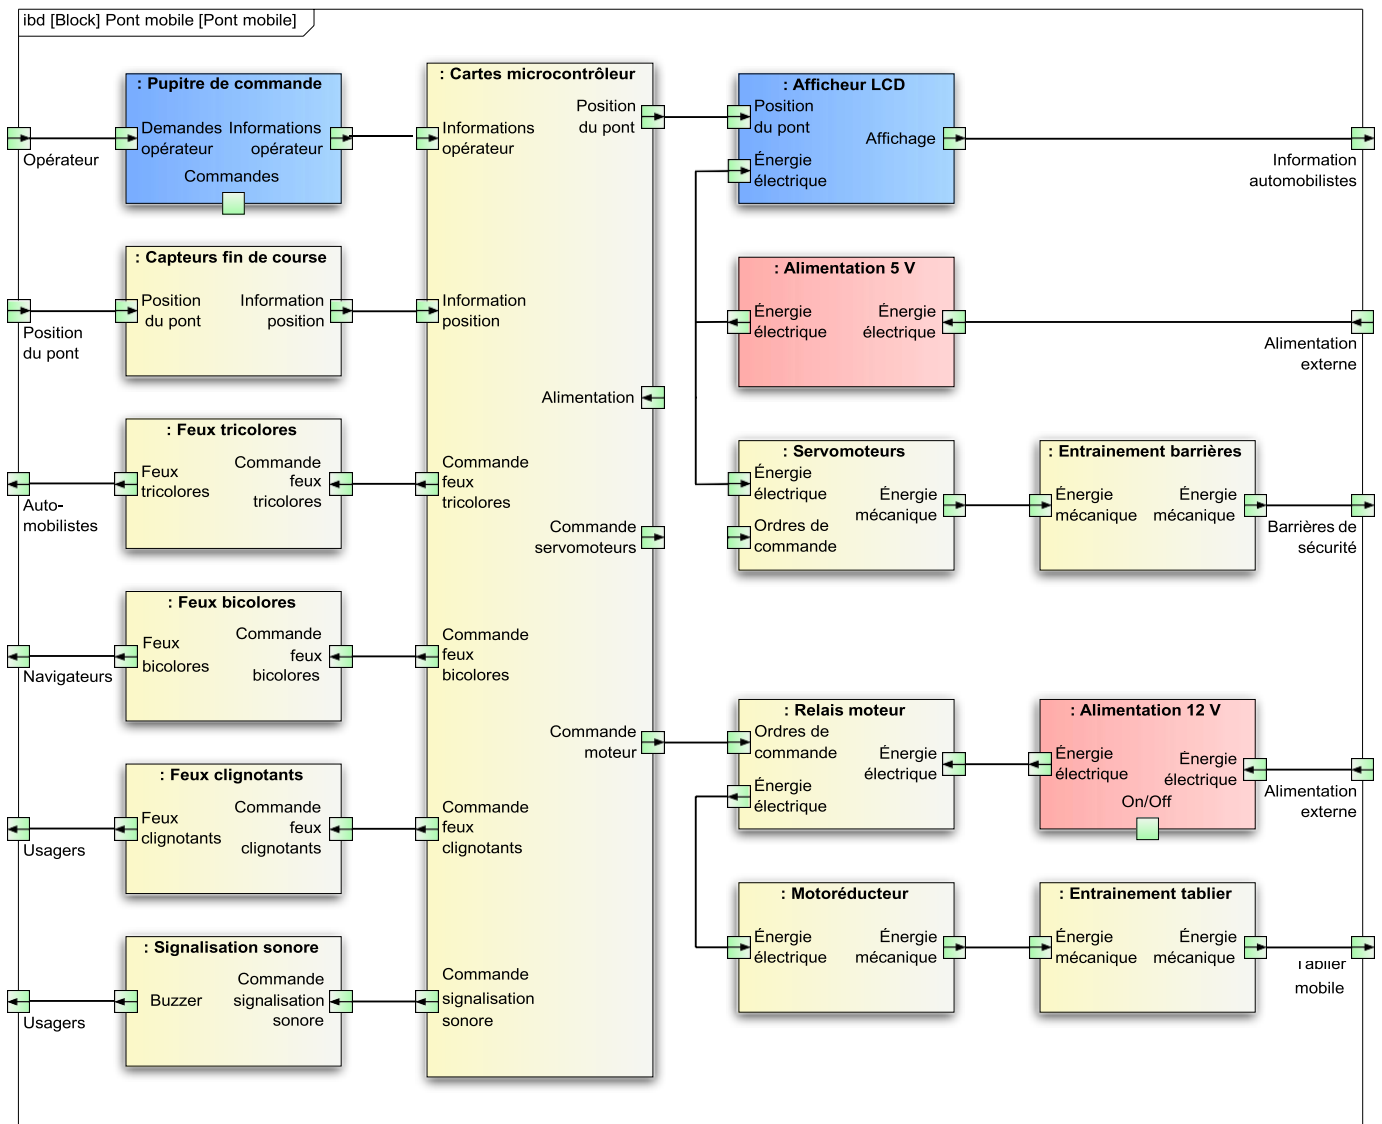 ibd [Block] Pont mobile [Pont mobile]
: Pupitre de commande
Demandes
opérateur
Informations
opérateur
Commandes
Opérateur
: Capteurs fin de course
Position
du pont
Information
position
Position
du pont
: Feux tricolores
Feux
tricolores
Commande
feux
tricolores
Auto-
mobilistes
: Feux bicolores
Feux
bicolores
Commande
feux
bicolores
Navigateurs
: Feux clignotants
Feux
clignotants
Commande
feux
clignotants
Usagers
: Signalisation sonore
Buzzer
Commande
signalisation
sonore
Usagers
: Cartes microcontrôleur
Informations
opérateur
Information
position
Commande
feux
tricolores
Commande
feux
bicolores
Commande
feux
clignotants
Commande
signalisation
sonore
Position
du pont
Alimentation
Commande
servomoteurs
Commande
moteur
: Afficheur LCD
Position
du pont
Énergie
électrique
Affichage
Information
automobilistes
: Alimentation 5 V
Énergie
électrique
Énergie
électrique
Alimentation
externe
: Servomoteurs
Énergie
électrique
Ordres de
commande
Énergie
mécanique
: Entrainement barrières
Énergie
mécanique
Énergie
mécanique
Barrières de
sécurité
: Relais moteur
Ordres de
commande
Énergie
électrique
Énergie
électrique
: Alimentation 12 V
Énergie
électrique
Énergie
électrique
On/Off
Alimentation
externe
: Motoréducteur
Énergie
électrique
Énergie
mécanique
: Entrainement tablier
Énergie
mécanique
Énergie
mécanique
Tablier
mobile